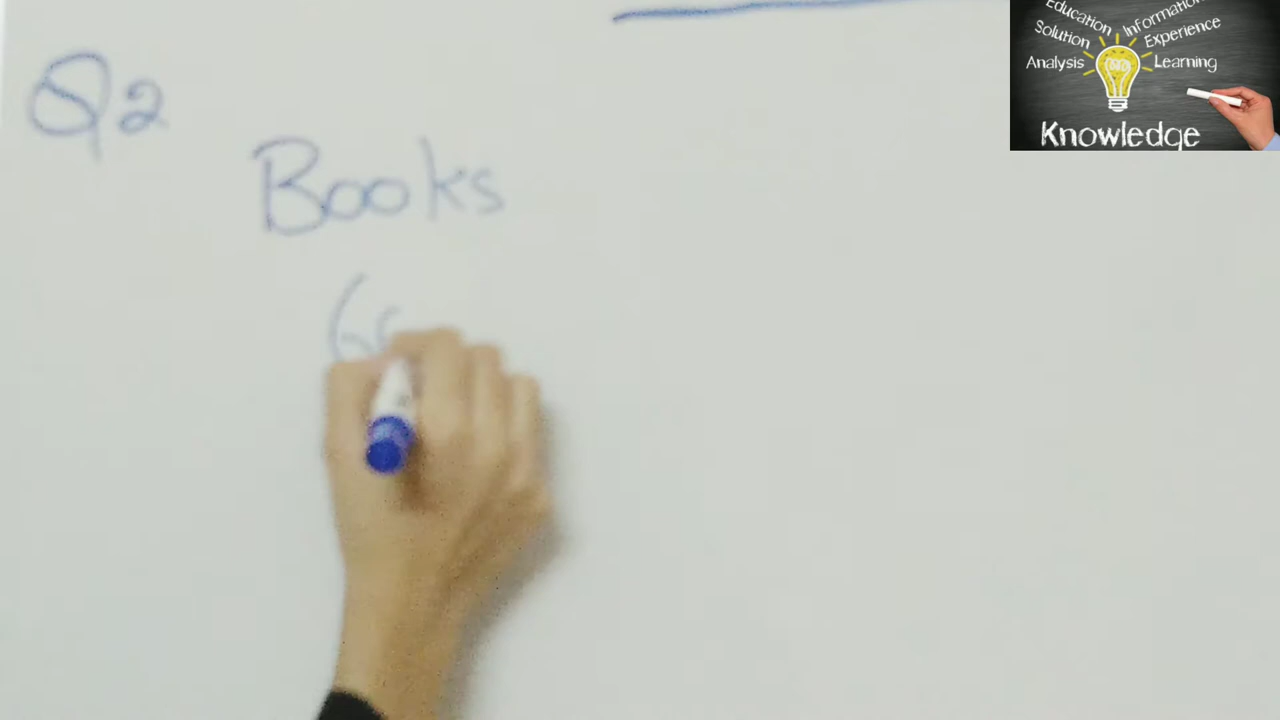 Q2
Books
Education
Information
Solution
Experience
Analysis
Learning
Knowledge